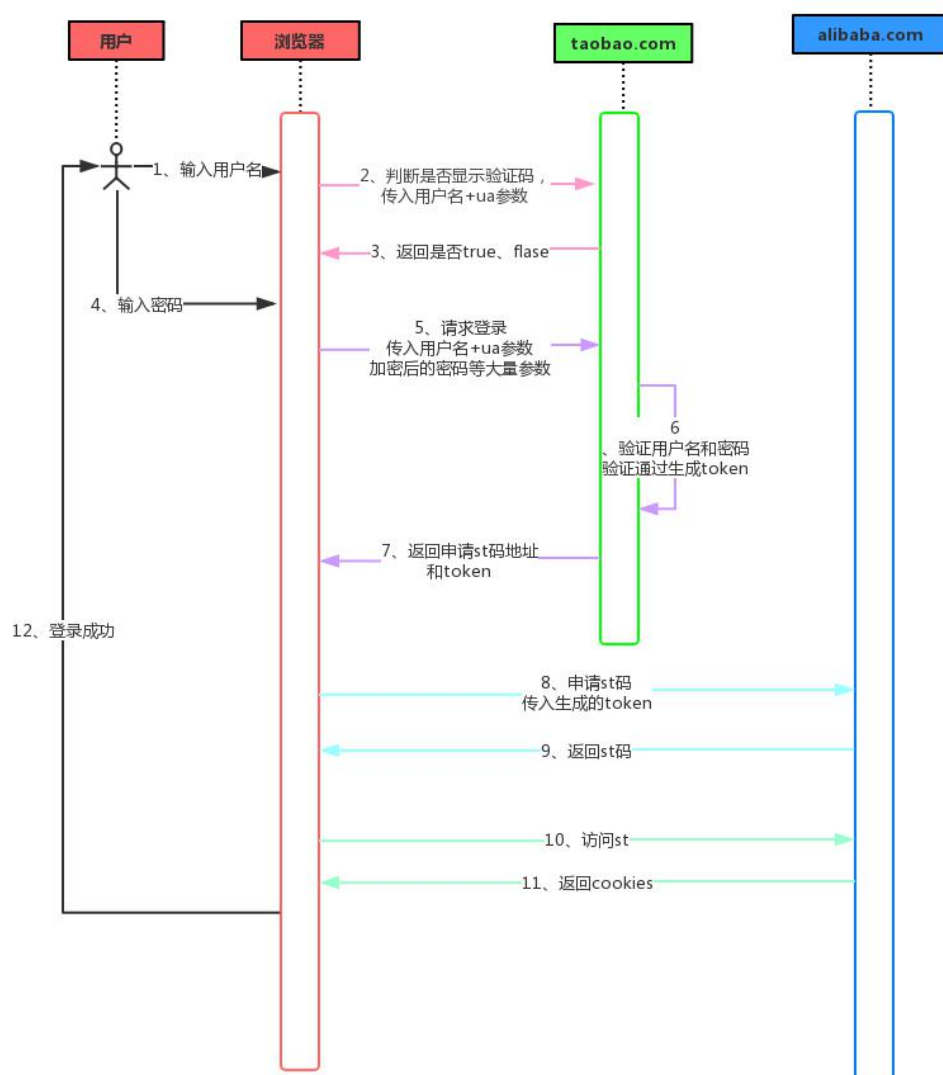 用户
浏览器
taobao.com
alibaba.com
1、输入用户名
2、判断是否显示验证码，
传入用户名+ua参数
3、返回是否true、flase
4、输入密码
5、请求登录
传入用户名+ua参数
加密后的密码等大量参数
6
、验证用户名和密码
验证通过生成token
7、返回申请st码地址
和token
12、登录成功
8、申请st码
传入生成的token
9、返回st码
10、访问st
11、返回cookies